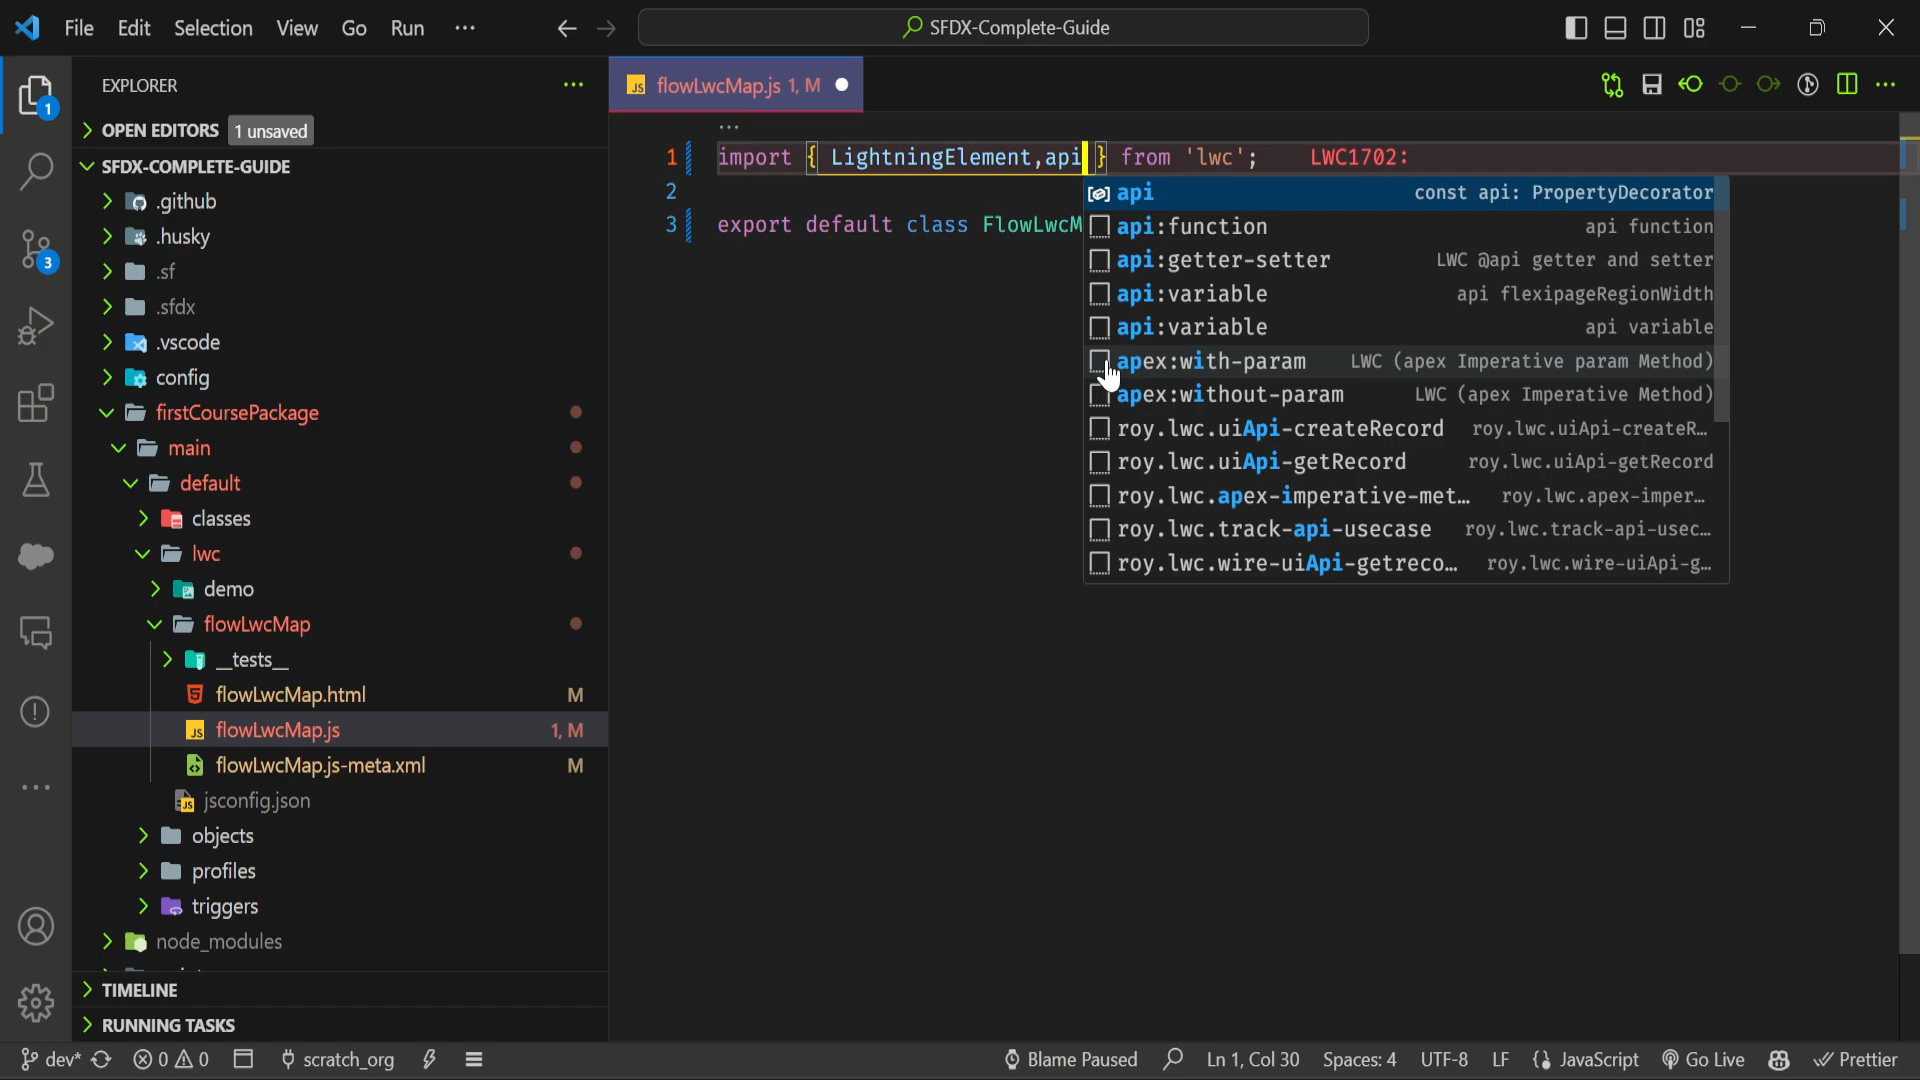 File Edit Selection View Go Run ···
SFDX-Complete-Guide
EXPLORER ···
OPEN EDITORS 1 unsaved
SFDX-COMPLETE-GUIDE
.github
.husky
.sf
.sfdx
.vscode
config
firstCoursePackage
main
default
classes
lwc
demo
flowLwcMap
__tests__
flowLwcMap.html M
flowLwcMap.js 1, M
flowLwcMap.js-meta.xml M
jsconfig.json
objects
profiles
triggers
node_modules
TIMELINE
RUNNING TASKS
1
3
JS flowLwcMap.js 1, M
···
1 import { LightningElement,api } from 'lwc'; LWC1702:
2
3 export default class FlowLwcM
api const api: PropertyDecorator
api:function api function
api:getter-setter LWC @api getter and setter
api:variable api flexipageRegionWidth
api:variable api variable
apex:with-param LWC (apex Imperative param Method)
apex:without-param LWC (apex Imperative Method)
roy.lwc.uiApi-createRecord roy.lwc.uiApi-createR…
roy.lwc.uiApi-getRecord roy.lwc.uiApi-getRecord
roy.lwc.apex-imperative-met… roy.lwc.apex-imper…
roy.lwc.track-api-usecase roy.lwc.track-api-usec…
roy.lwc.wire-uiApi-getreco… roy.lwc.wire-uiApi-g…
dev* 0 0 scratch_org Blame Paused Ln 1, Col 30 Spaces: 4 UTF-8 LF {} JavaScript Go Live Prettier